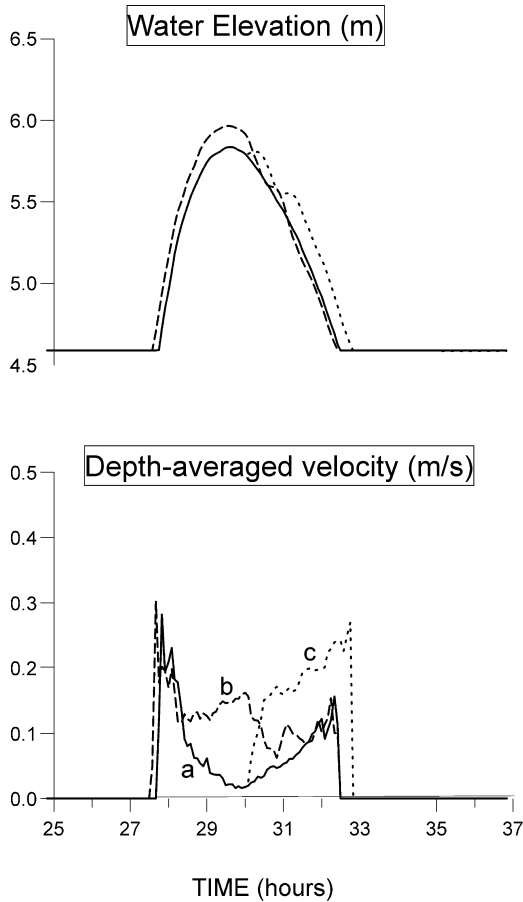 Water Elevation (m)
6.5
6.0
5.5
5.0
4.5
Depth-averaged velocity (m/s)
0.5
0.4
0.3
0.2
0.1
0.0
a
b
c
25 27 29 31 33 35 37
TIME (hours)